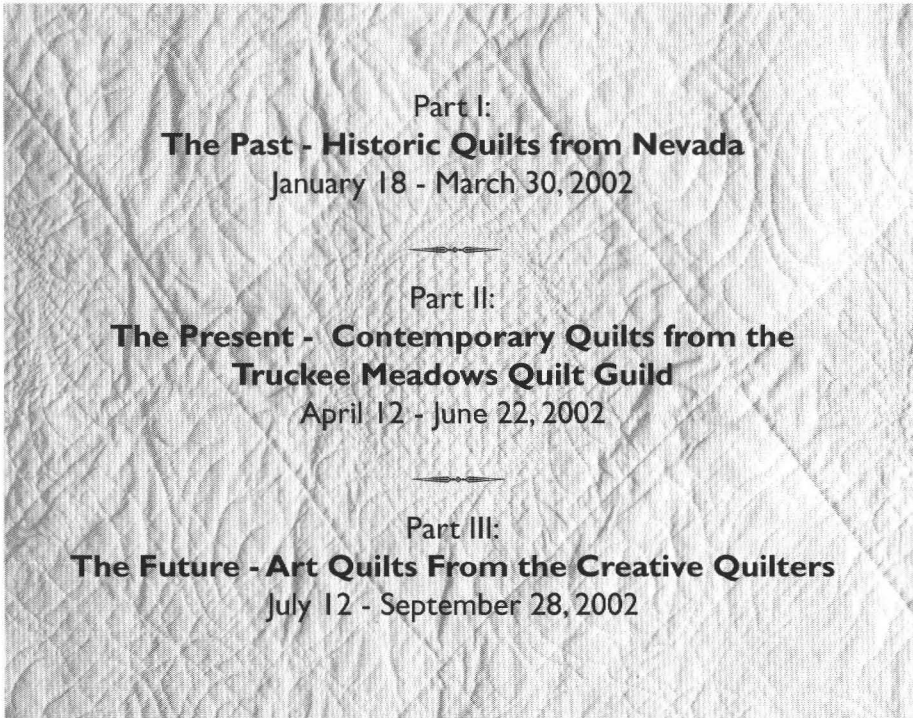 Part I:
The Past - Historic Quilts from Nevada
January 18 - March 30, 2002
Part II:
The Present - Contemporary Quilts from the
Truckee Meadows Quilt Guild
April 12 - June 22, 2002
Part III:
The Future - Art Quilts From the Creative Quilters
July 12 - September 28, 2002